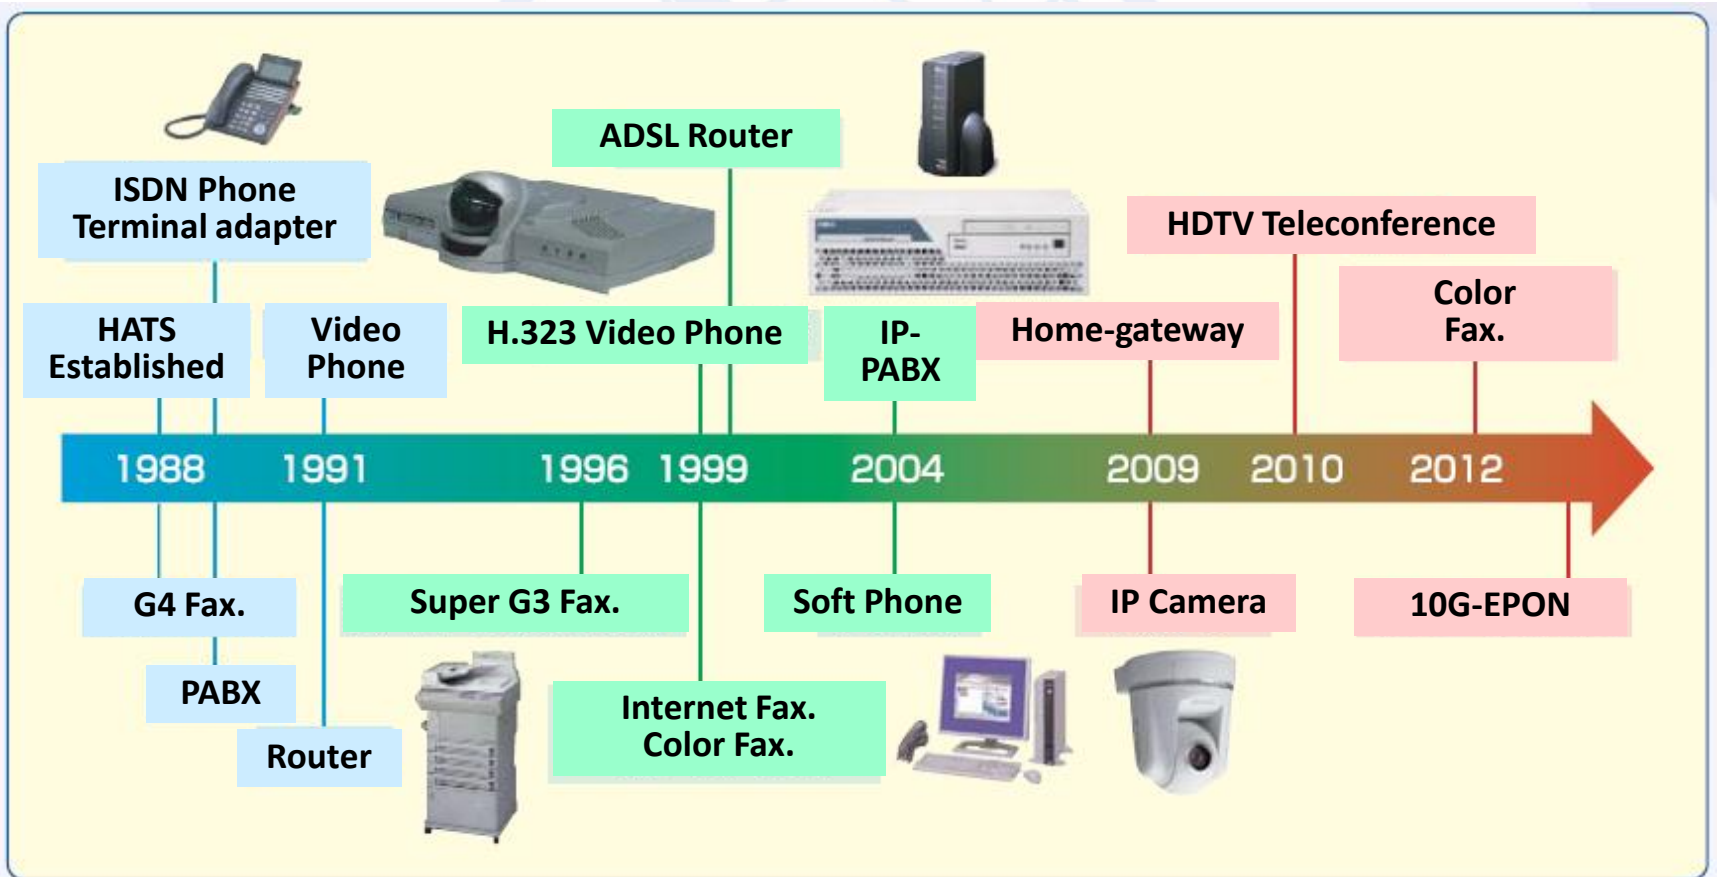 ADSL Router
ISDN Phone
Terminal adapter
HDTV Teleconference
HATS
Established
Video
Phone
H.323 Video Phone
IP-
PABX
Home-gateway
Color
Fax.
1988
1991
1996
1999
2004
2009
2010
2012
G4 Fax.
Super G3 Fax.
Soft Phone
IP Camera
10G-EPON
PABX
Internet Fax.
Color Fax.
Router